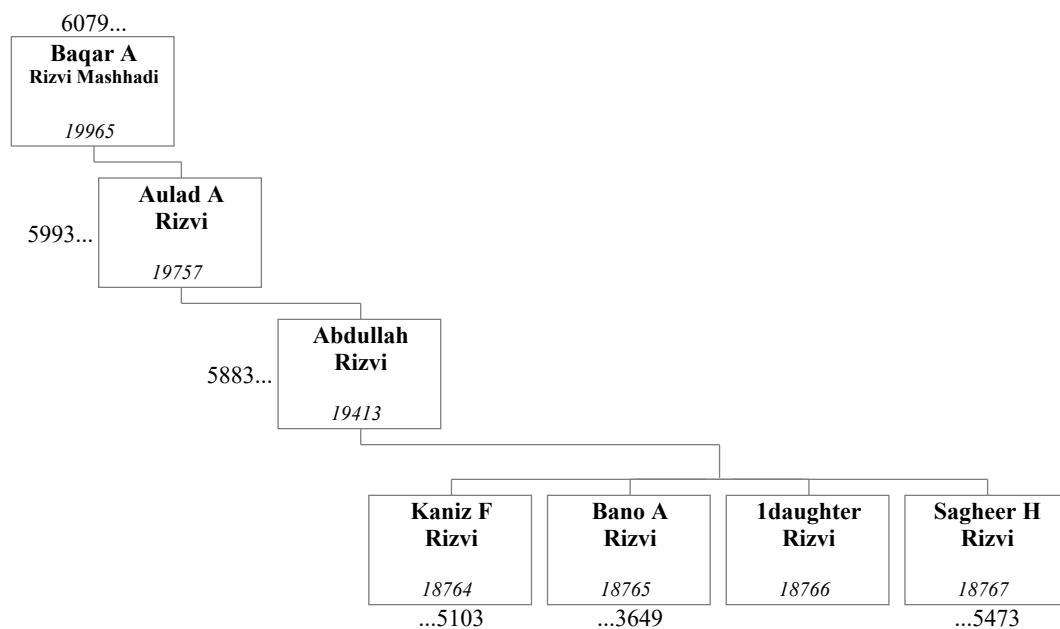 6079...
Baqar A
Rizvi Mashhadi
19965
Aulad A
Rizvi
5993...
19757
Abdullah
Rizvi
5883...
19413
Kaniz F
Rizvi
18764
...5103
Bano A
Rizvi
18765
...3649
1daughter
Rizvi
18766
Sagheer H
Rizvi
18767
...5473